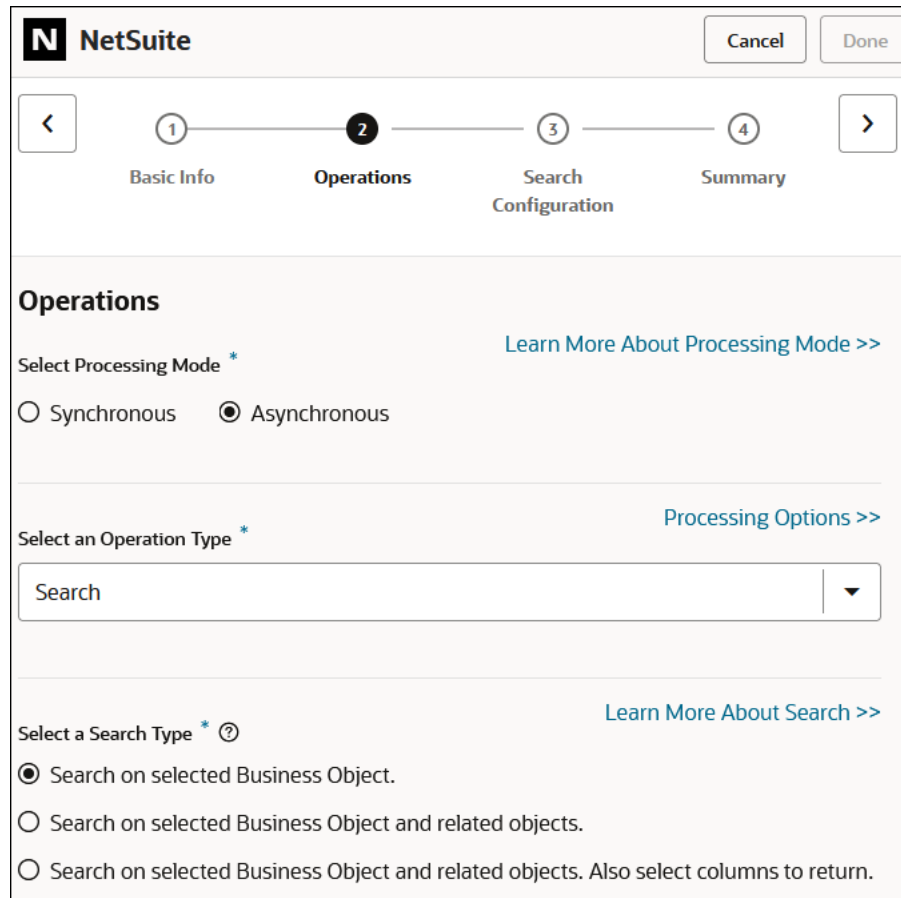 N NetSuite Cancel Done
1 2 3 4
Basic Info Operations Search Summary
Configuration
Operations
Learn More About Processing Mode >>
Select Processing Mode *
Synchronous Asynchronous
Processing Options >>
Select an Operation Type *
Search
Learn More About Search >>
Select a Search Type * ?
Search on selected Business Object.
Search on selected Business Object and related objects.
Search on selected Business Object and related objects. Also select columns to return.